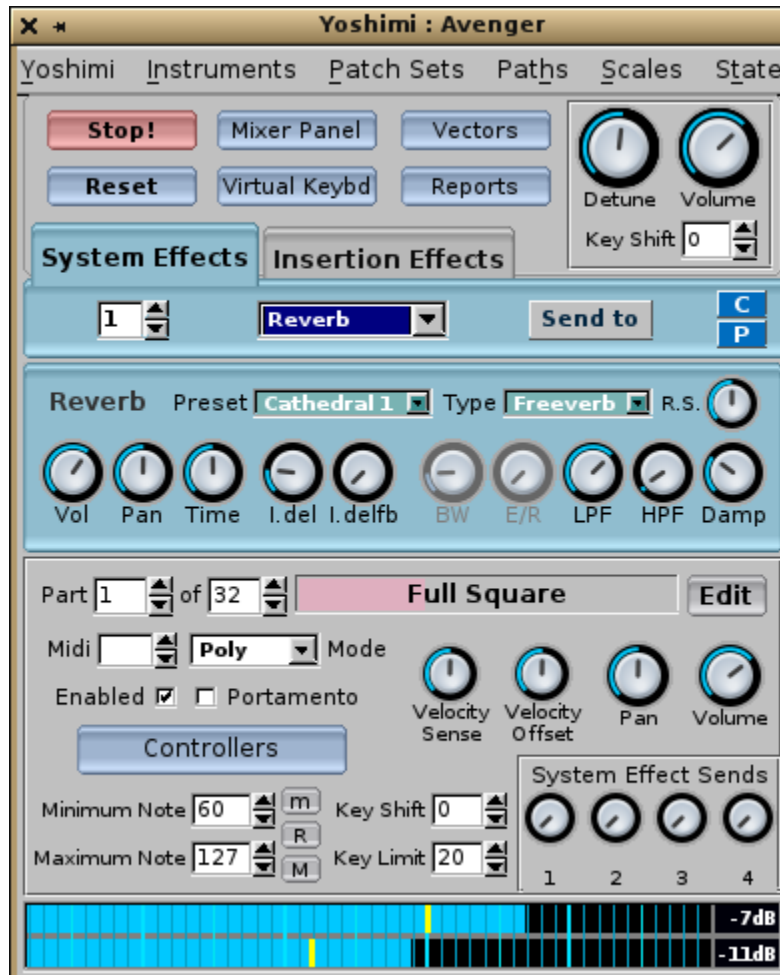 Yoshimi : Avenger
Yoshimi Instruments Patch Sets Paths Scales State
Stop! Mixer Panel Vectors
Reset Virtual Keybd Reports
Detune Volume
Key Shift 0
System Effects Insertion Effects
1 Reverb Send to C
P
Reverb Preset Cathedral 1 Type Freeverb R.S.
Vol Pan Time I.del I.delfb BW E/R LPF HPF Damp
Part 1 of 32 Full Square Edit
Midi Poly Mode
Enabled Portamento
Velocity Sense Velocity Offset Pan Volume
Controllers
System Effect Sends
Minimum Note 60 m Key Shift 0
R
Maximum Note 127 M Key Limit 20
1 2 3 4
-7dB
-11dB